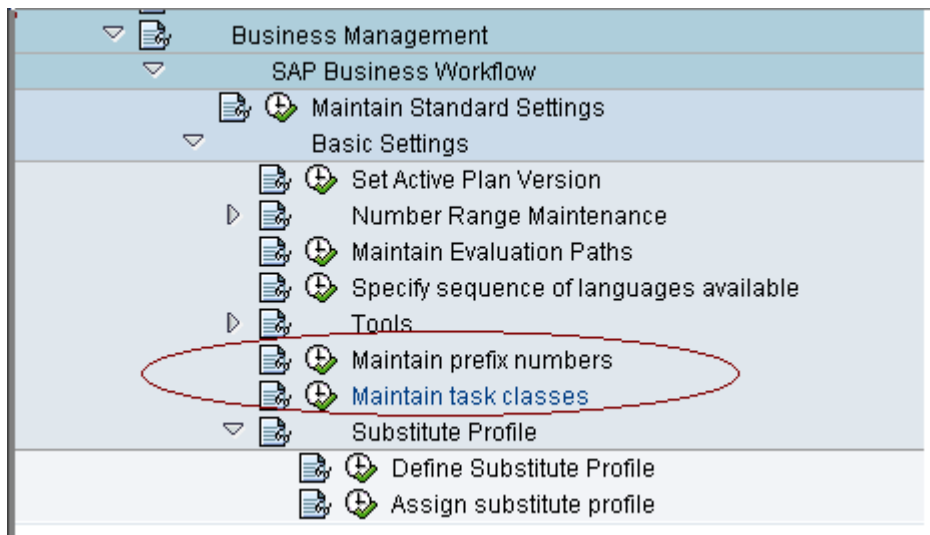 Business Management
SAP Business Workflow
Maintain Standard Settings
Basic Settings
Set Active Plan Version
Number Range Maintenance
Maintain Evaluation Paths
Specify sequence of languages available
Tools
Maintain prefix numbers
Maintain task classes
Substitute Profile
Define Substitute Profile
Assign substitute profile